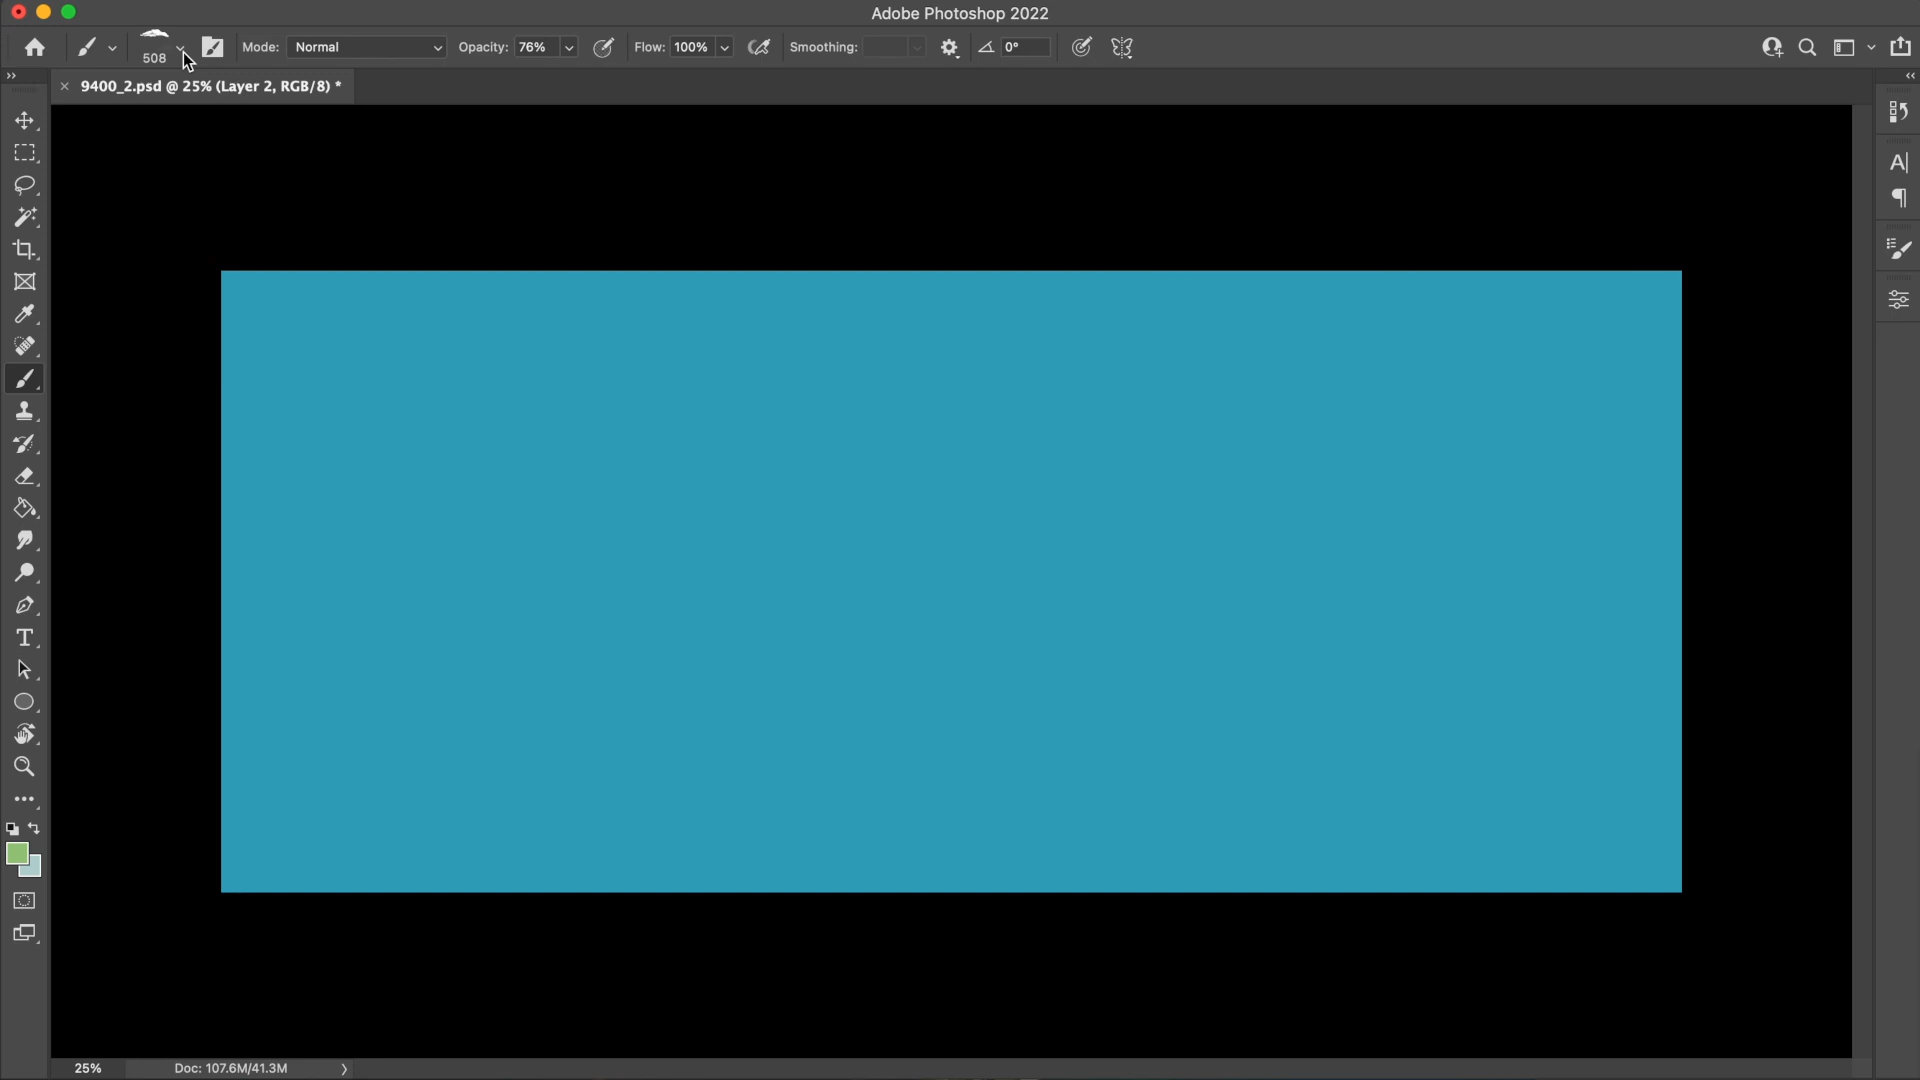 Adobe Photoshop 2022
508
Mode: Normal
Opacity: 76%
Flow: 100%
Smoothing:
0°
9400_2.psd @ 25% (Layer 2, RGB/8) *
25%
Doc: 107.6M/41.3M